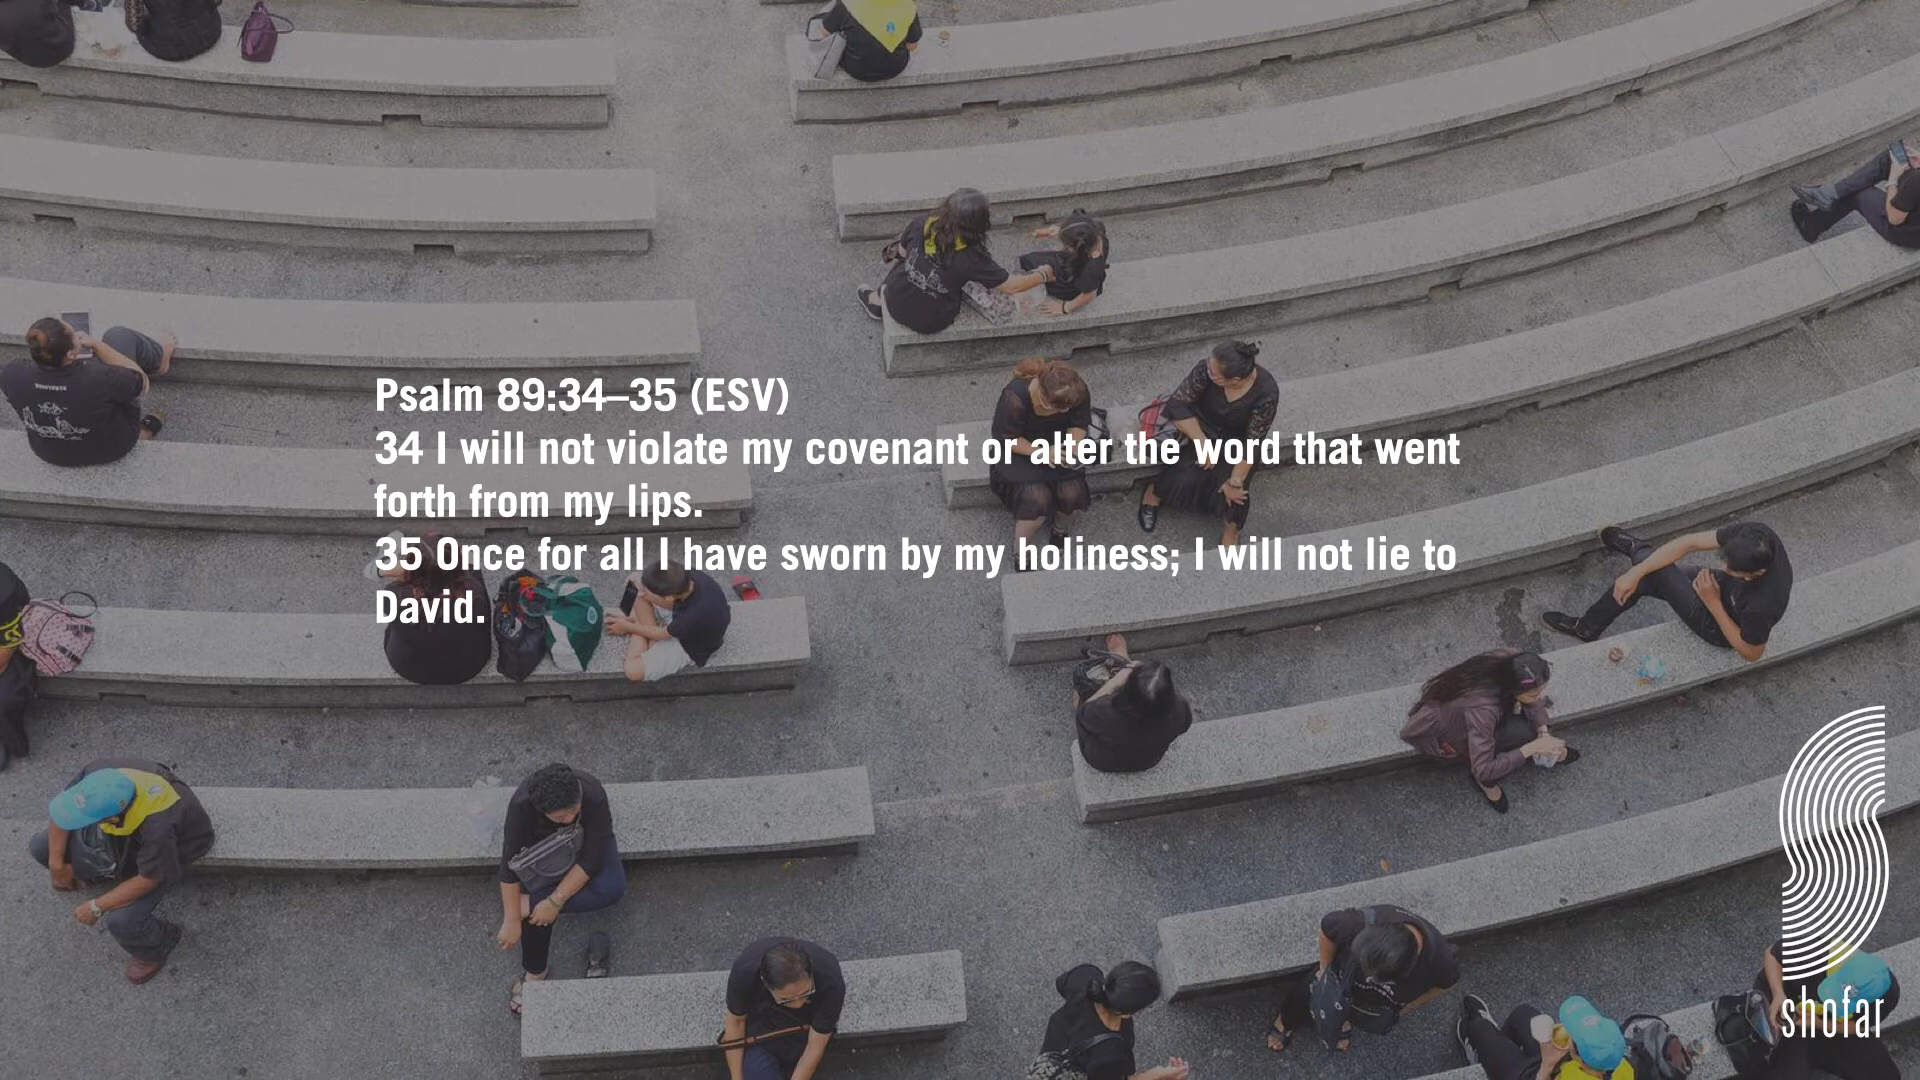 Psalm 89:34–35 (ESV)
34 I will not violate my covenant or alter the word that went
forth from my lips.
35 Once for all I have sworn by my holiness; I will not lie to
David.
shofar